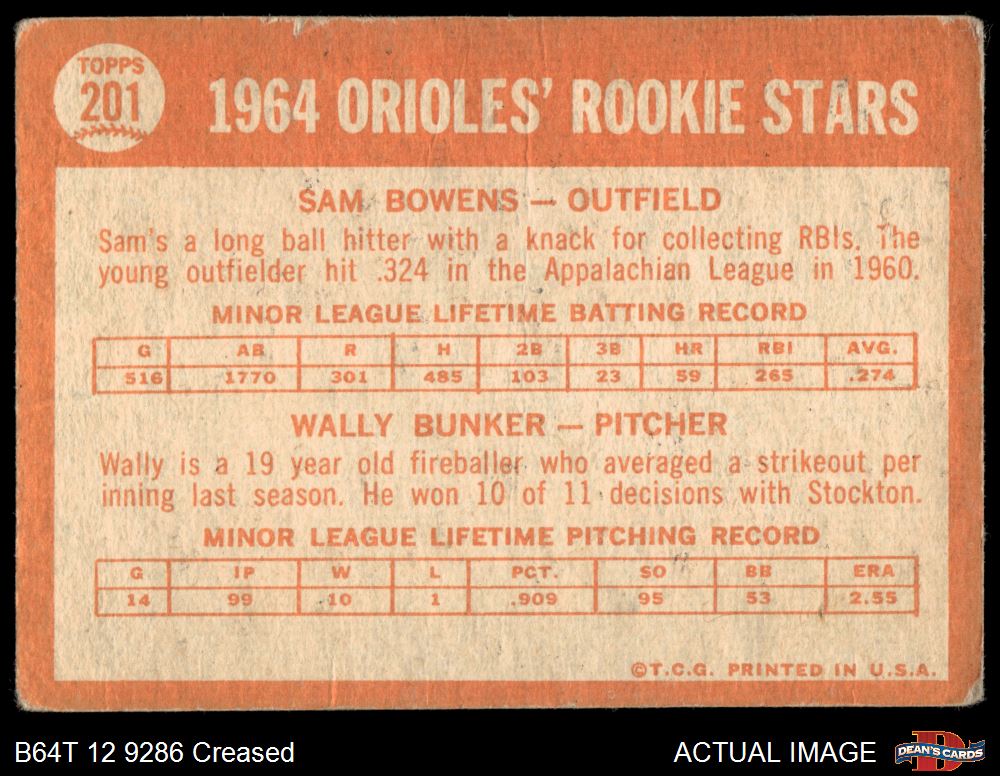 TOPPS
201
1964 ORIOLES' ROOKIE STARS
SAM BOWENS — OUTFIELD
Sam's a long ball hitter with a knack for collecting RBIs. The
young outfielder hit .324 in the Appalachian League in 1960.
MINOR LEAGUE LIFETIME BATTING RECORD
G AB R H 2B 3B HR RBI AVG.
516 1770 301 485 103 23 59 265 .274
WALLY BUNKER — PITCHER
Wally is a 19 year old fireballer who averaged a strikeout per
inning last season. He won 10 of 11 decisions with Stockton.
MINOR LEAGUE LIFETIME PITCHING RECORD
G IP W L PCT. SO BB ERA
14 99 10 1 .909 95 53 2.55
©T.C.G. PRINTED IN U.S.A.
B64T 12 9286 Creased
ACTUAL IMAGE
DEAN'S CARDS